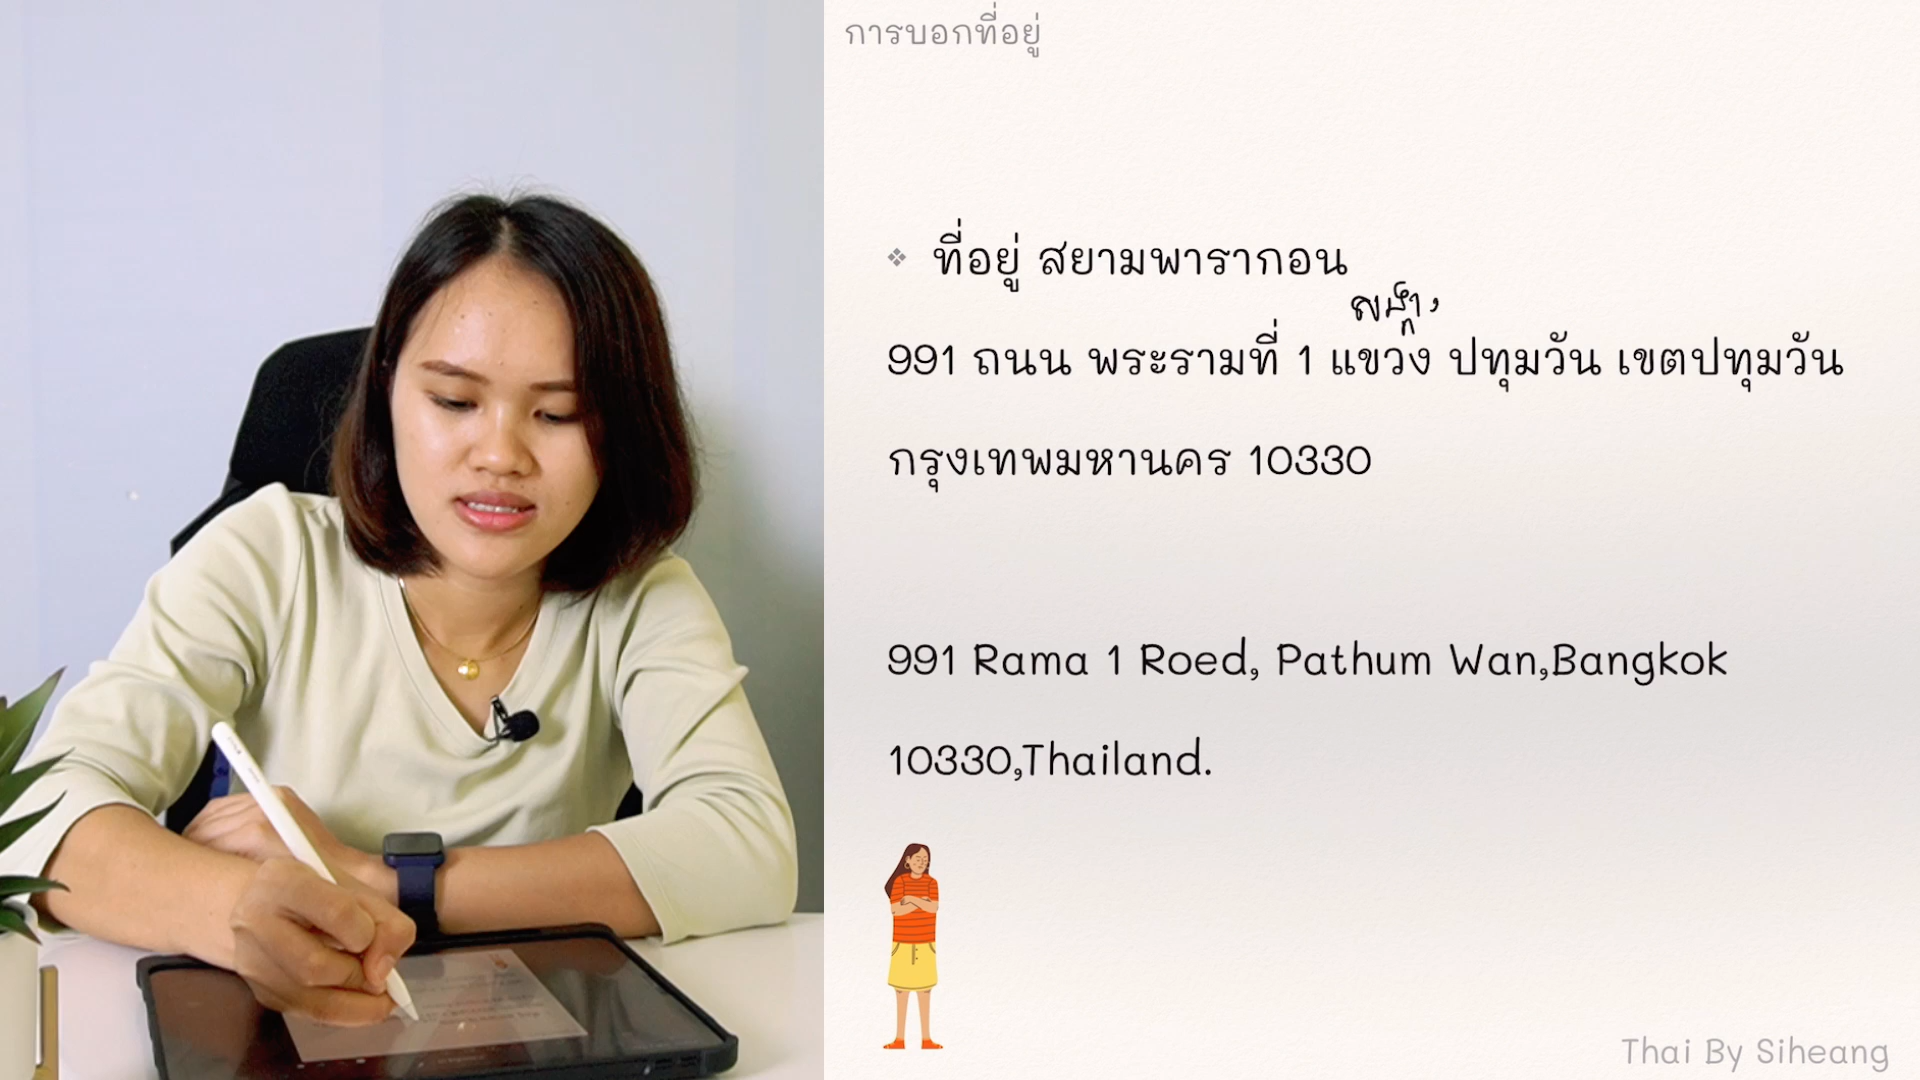 การบอกที่อยู่
❖ ที่อยู่ สยามพารากอน
991 ถนน พระรามที่ 1 แขวง ปทุมวัน เขตปทุมวัน
กรุงเทพมหานคร 10330
991 Rama 1 Roed, Pathum Wan,Bangkok
10330,Thailand.
Thai By Siheang